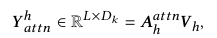 Y^h_{attn} ∈ ℝ^{L×D_k} = A^{attn}_h V_h,